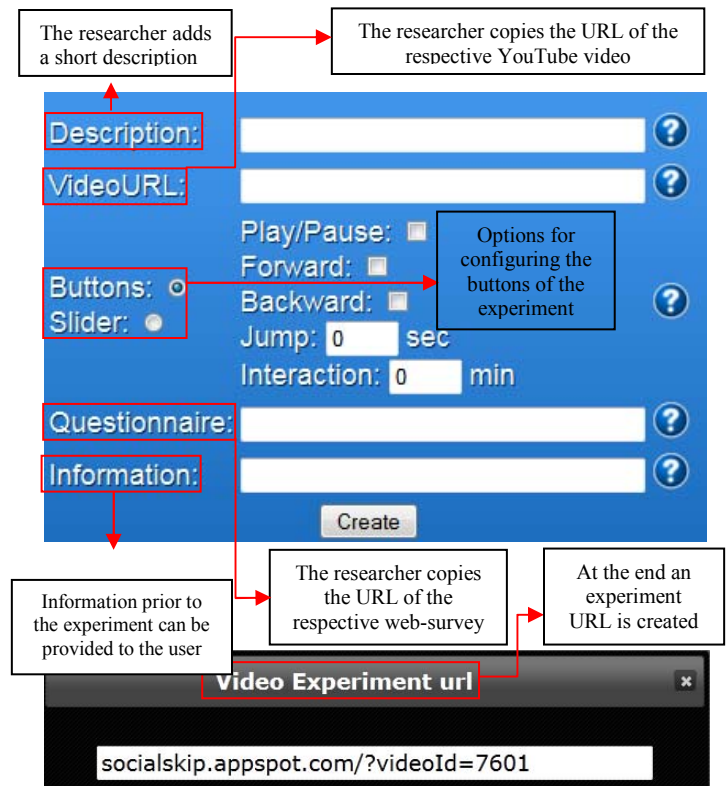 The researcher adds
a short description
The researcher copies the URL of the
respective YouTube video
Description:
?
VideoURL:
?
Buttons:
Slider:
Play/Pause:
Forward:
Backward:
Jump: 0 sec
Interaction: 0 min
Options for
configuring the
buttons of the
experiment
?
Questionnaire:
?
Information:
?
Create
Information prior to
the experiment can be
provided to the user
The researcher copies
the URL of the
respective web-survey
At the end an
experiment
URL is created
Video Experiment url
x
socialskip.appspot.com/?videoId=7601